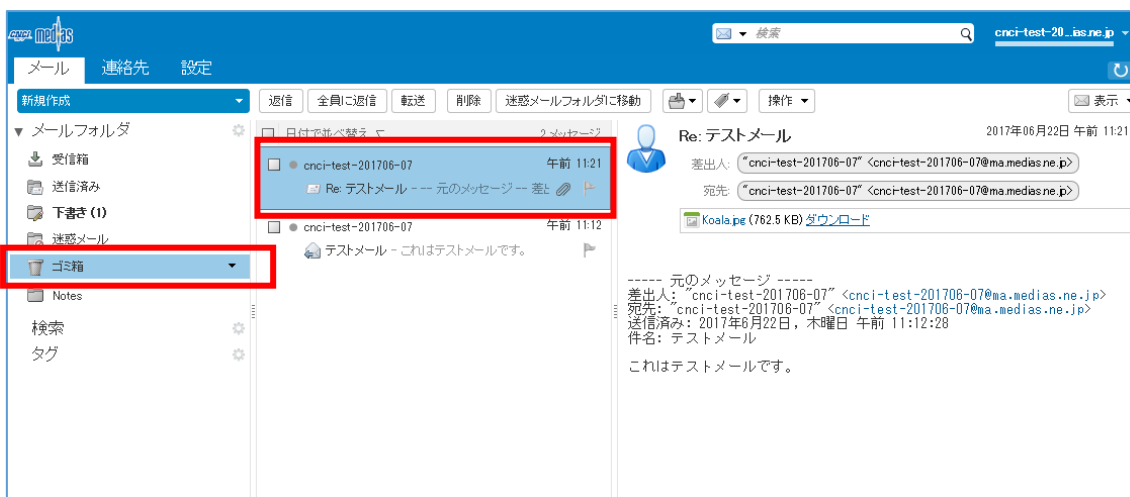 cnci medias
検索
cnci-test-20...ias.ne.jp
メール 連絡先 設定
新規作成
返信 全員に返信 転送 削除 迷惑メールフォルダに移動 操作 表示
メールフォルダ
受信箱
送信済み
下書き (1)
迷惑メール
ゴミ箱
Notes
検索
タグ
日付で並べ替え 2 メッセージ
cnci-test-201706-07 午前 11:21
Re: テストメール - --- 元のメッセージ -- 差出
cnci-test-201706-07 午前 11:12
テストメール - これはテストメールです。
Re: テストメール 2017年06月22日 午前 11:21
差出人: "cnci-test-201706-07" <cnci-test-201706-07@ma.medias.ne.jp>
宛先: "cnci-test-201706-07" <cnci-test-201706-07@ma.medias.ne.jp>
Koala.jpg (762.5 KB) ダウンロード
----- 元のメッセージ -----
差出人: "cnci-test-201706-07" <cnci-test-201706-07@ma.medias.ne.jp>
宛先: "cnci-test-201706-07" <cnci-test-201706-07@ma.medias.ne.jp>
送信済み: 2017年6月22日, 木曜日 午前 11:12:28
件名: テストメール
これはテストメールです。